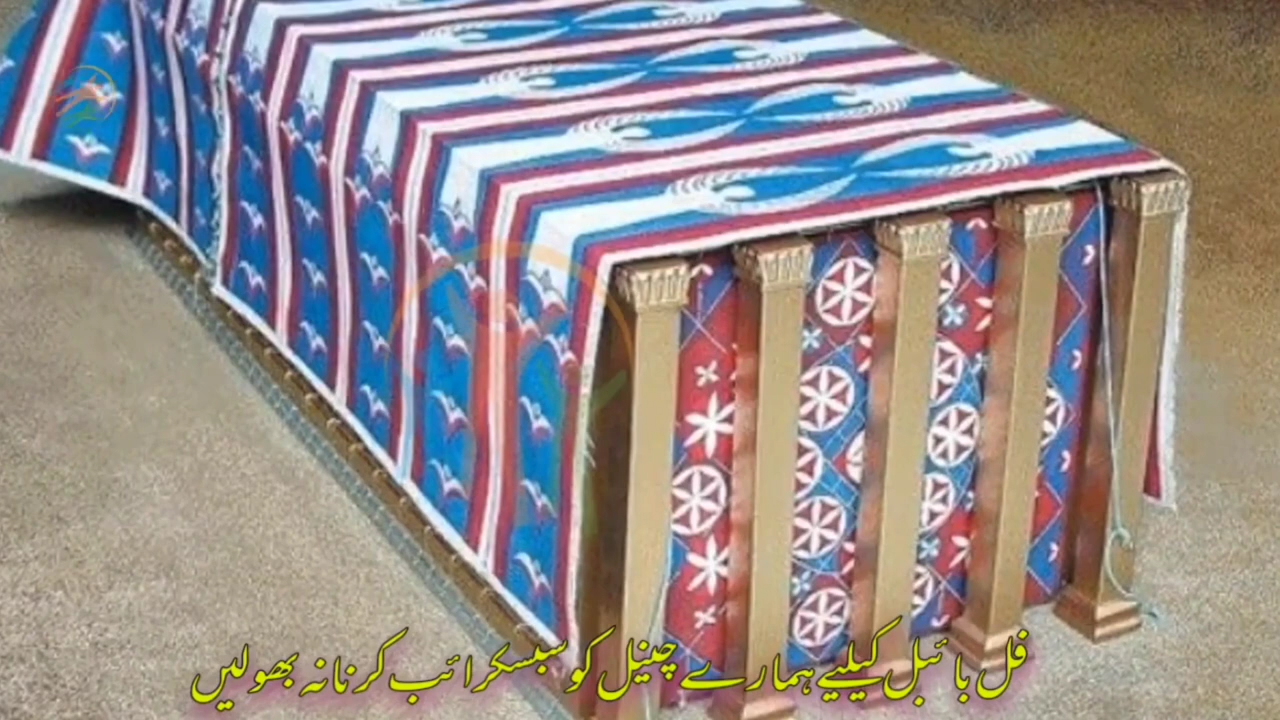 فل بائبل کیلیے ہمارے چینل کو سبسکرائب کرنا نہ بھولیں